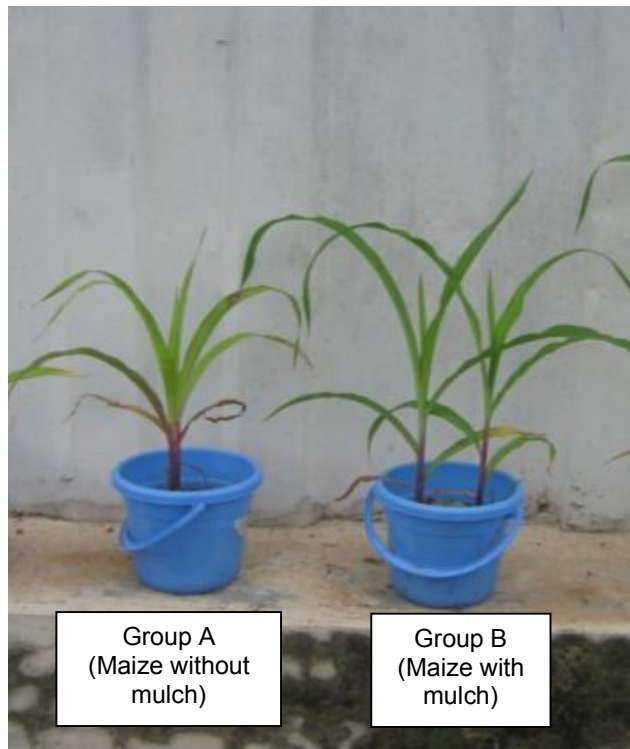 Group A
(Maize without
mulch)
Group B
(Maize with
mulch)